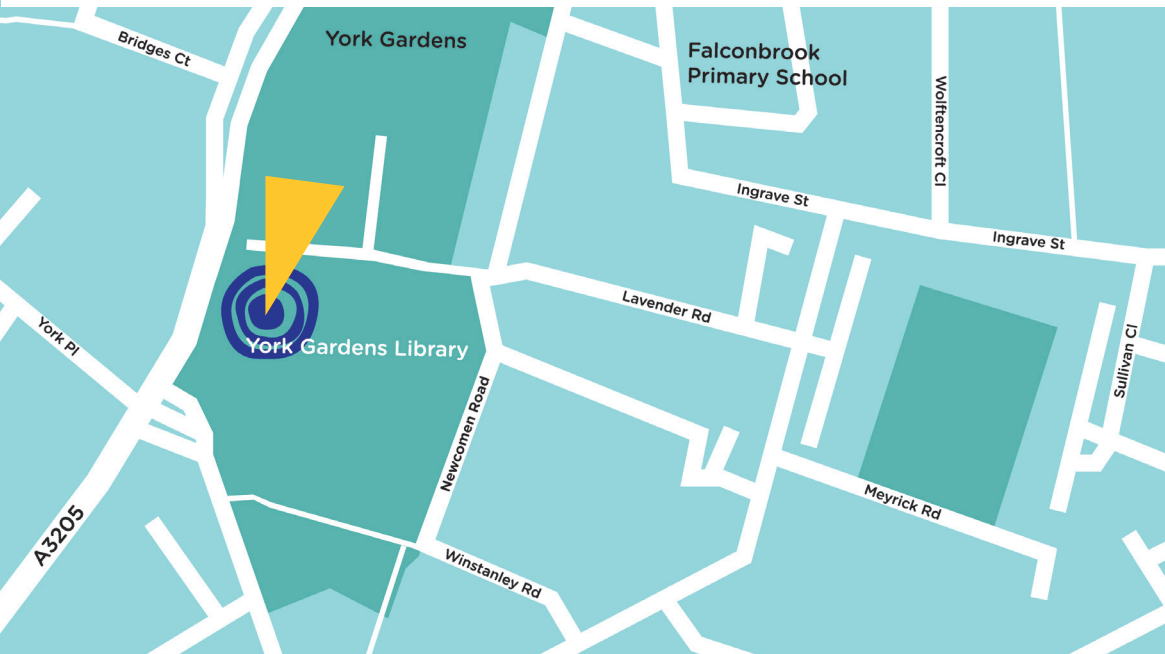 York Gardens
Bridges Ct
Falconbrook
Primary School
Wolftencroft Cl
Ingrave St
Ingrave St
Lavender Rd
York Pl
York Gardens Library
Sullivan Cl
Newcomen Road
Meyrick Rd
A3205
Winstanley Rd